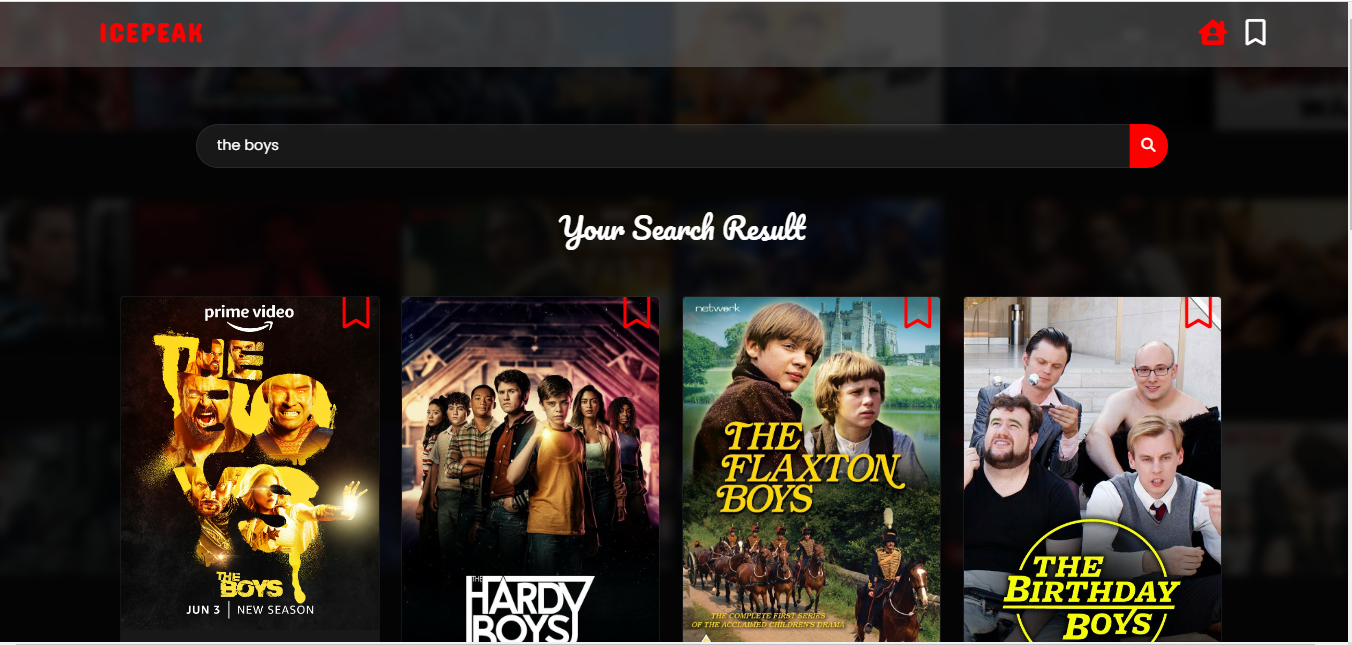 ICEPEAK
the boys
Your Search Result
prime video
THE
THE
BOYS
JUN 3 | NEW SEASON
THE
HARDY
BOYS
network
THE
FLAXTON
BOYS
THE COMPLETE FIRST SERIES
OF THE ACCLAIMED CHILDREN'S DRAMA
THE
BIRTHDAY
BOYS